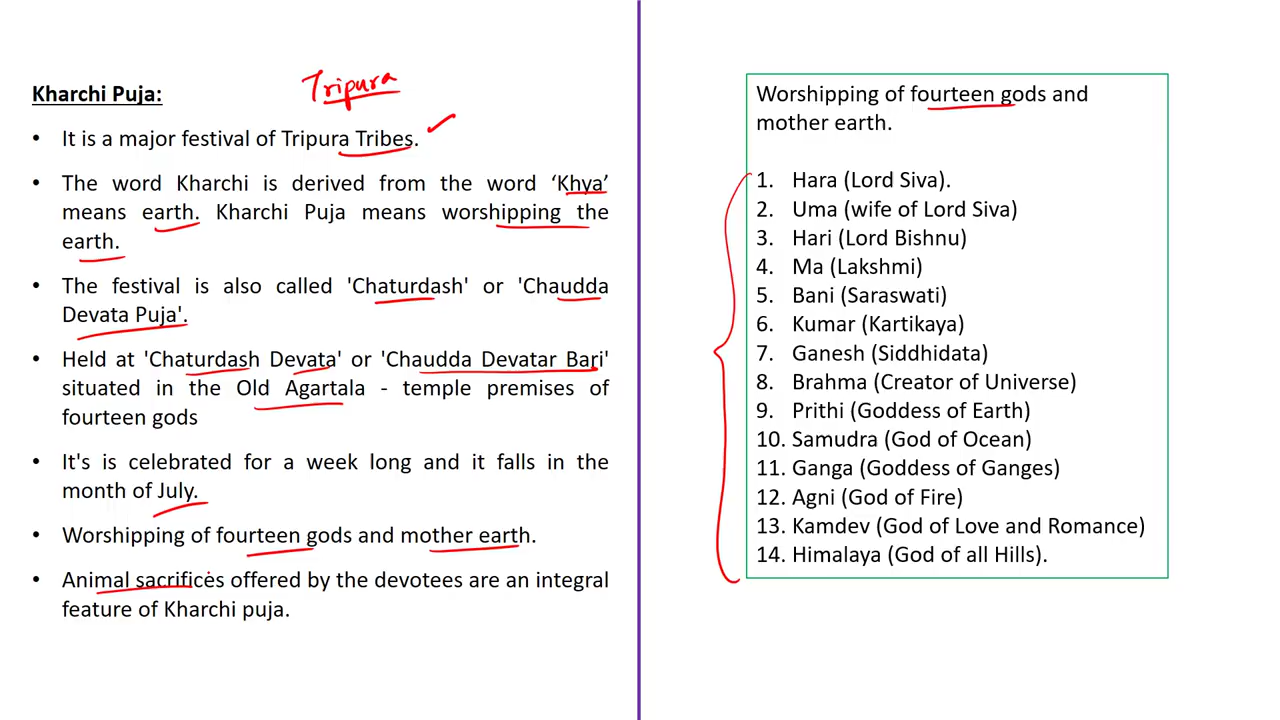 Tripura
Kharchi Puja:
• It is a major festival of Tripura Tribes.
• The word Kharchi is derived from the word ‘Khya’
means earth. Kharchi Puja means worshipping the
earth.
• The festival is also called 'Chaturdash' or 'Chaudda
Devata Puja'.
• Held at 'Chaturdash Devata' or 'Chaudda Devatar Bari'
situated in the Old Agartala - temple premises of
fourteen gods
• It's is celebrated for a week long and it falls in the
month of July.
• Worshipping of fourteen gods and mother earth.
• Animal sacrifices offered by the devotees are an integral
feature of Kharchi puja.
Worshipping of fourteen gods and
mother earth.
1. Hara (Lord Siva).
2. Uma (wife of Lord Siva)
3. Hari (Lord Bishnu)
4. Ma (Lakshmi)
5. Bani (Saraswati)
6. Kumar (Kartikaya)
7. Ganesh (Siddhidata)
8. Brahma (Creator of Universe)
9. Prithi (Goddess of Earth)
10. Samudra (God of Ocean)
11. Ganga (Goddess of Ganges)
12. Agni (God of Fire)
13. Kamdev (God of Love and Romance)
14. Himalaya (God of all Hills).